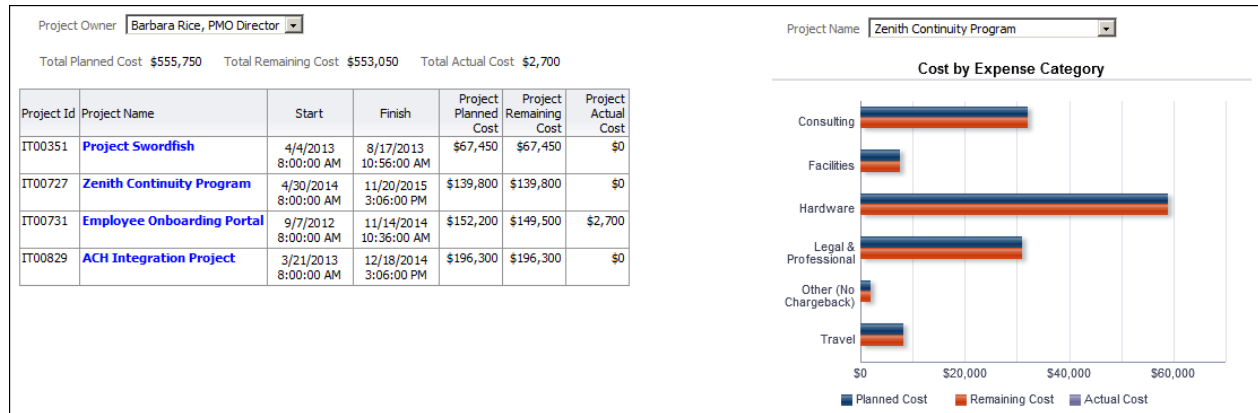 Project Owner Barbara Rice, PMO Director
Total Planned Cost $555,750 Total Remaining Cost $553,050 Total Actual Cost $2,700
Project Id Project Name Start Finish Project Planned Cost Project Remaining Cost Project Actual Cost
IT00351 Project Swordfish 4/4/2013 8:00:00 AM 8/17/2013 10:56:00 AM $67,450 $67,450 $0
IT00727 Zenith Continuity Program 4/30/2014 8:00:00 AM 11/20/2015 3:06:00 PM $139,800 $139,800 $0
IT00731 Employee Onboarding Portal 9/7/2012 8:00:00 AM 11/14/2014 10:36:00 AM $152,200 $149,500 $2,700
IT00829 ACH Integration Project 3/21/2013 8:00:00 AM 12/18/2014 3:06:00 PM $196,300 $196,300 $0
Project Name Zenith Continuity Program
Cost by Expense Category
Consulting
Facilities
Hardware
Legal &
Professional
Other (No
Chargeback)
Travel
$0 $20,000 $40,000 $60,000
Planned Cost Remaining Cost Actual Cost